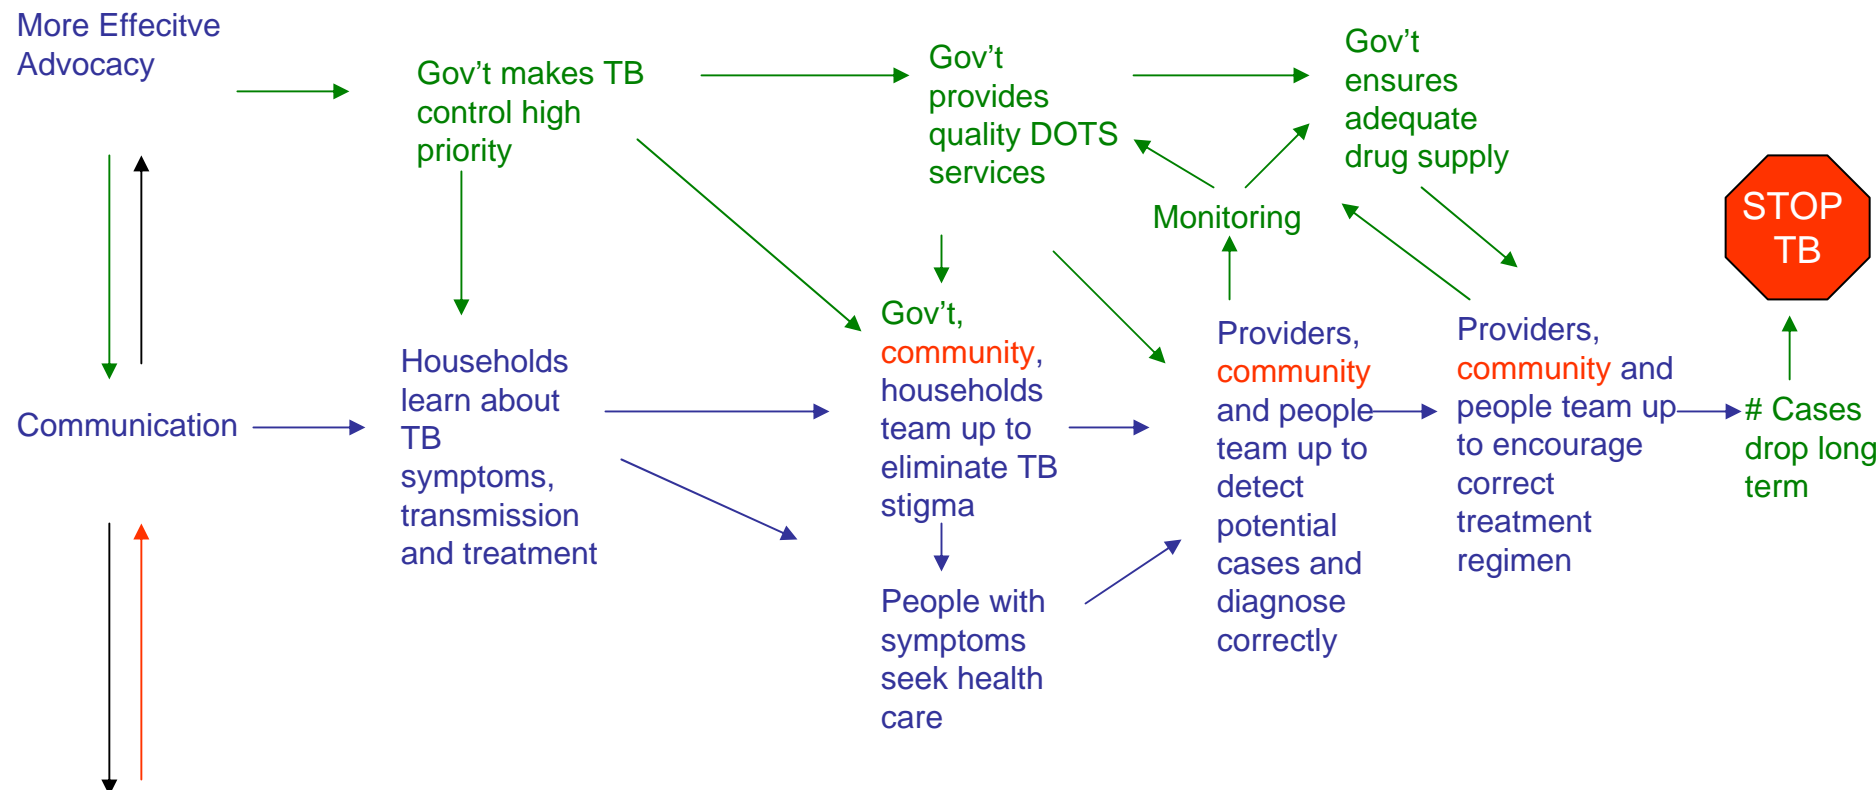 More Effecitve
Advocacy
Gov't makes TB
control high
priority
Gov't
provides
quality DOTS
services
Gov't
ensures
adequate
drug supply
Monitoring
STOP
TB
Communication
Households
learn about
TB
symptoms,
transmission
and treatment
Gov't,
community,
households
team up to
eliminate TB
stigma
People with
symptoms
seek health
care
Providers,
community
and people
team up to
detect
potential
cases and
diagnose
correctly
Providers,
community and
people team up
to encourage
correct
treatment
regimen
# Cases
drop long
term